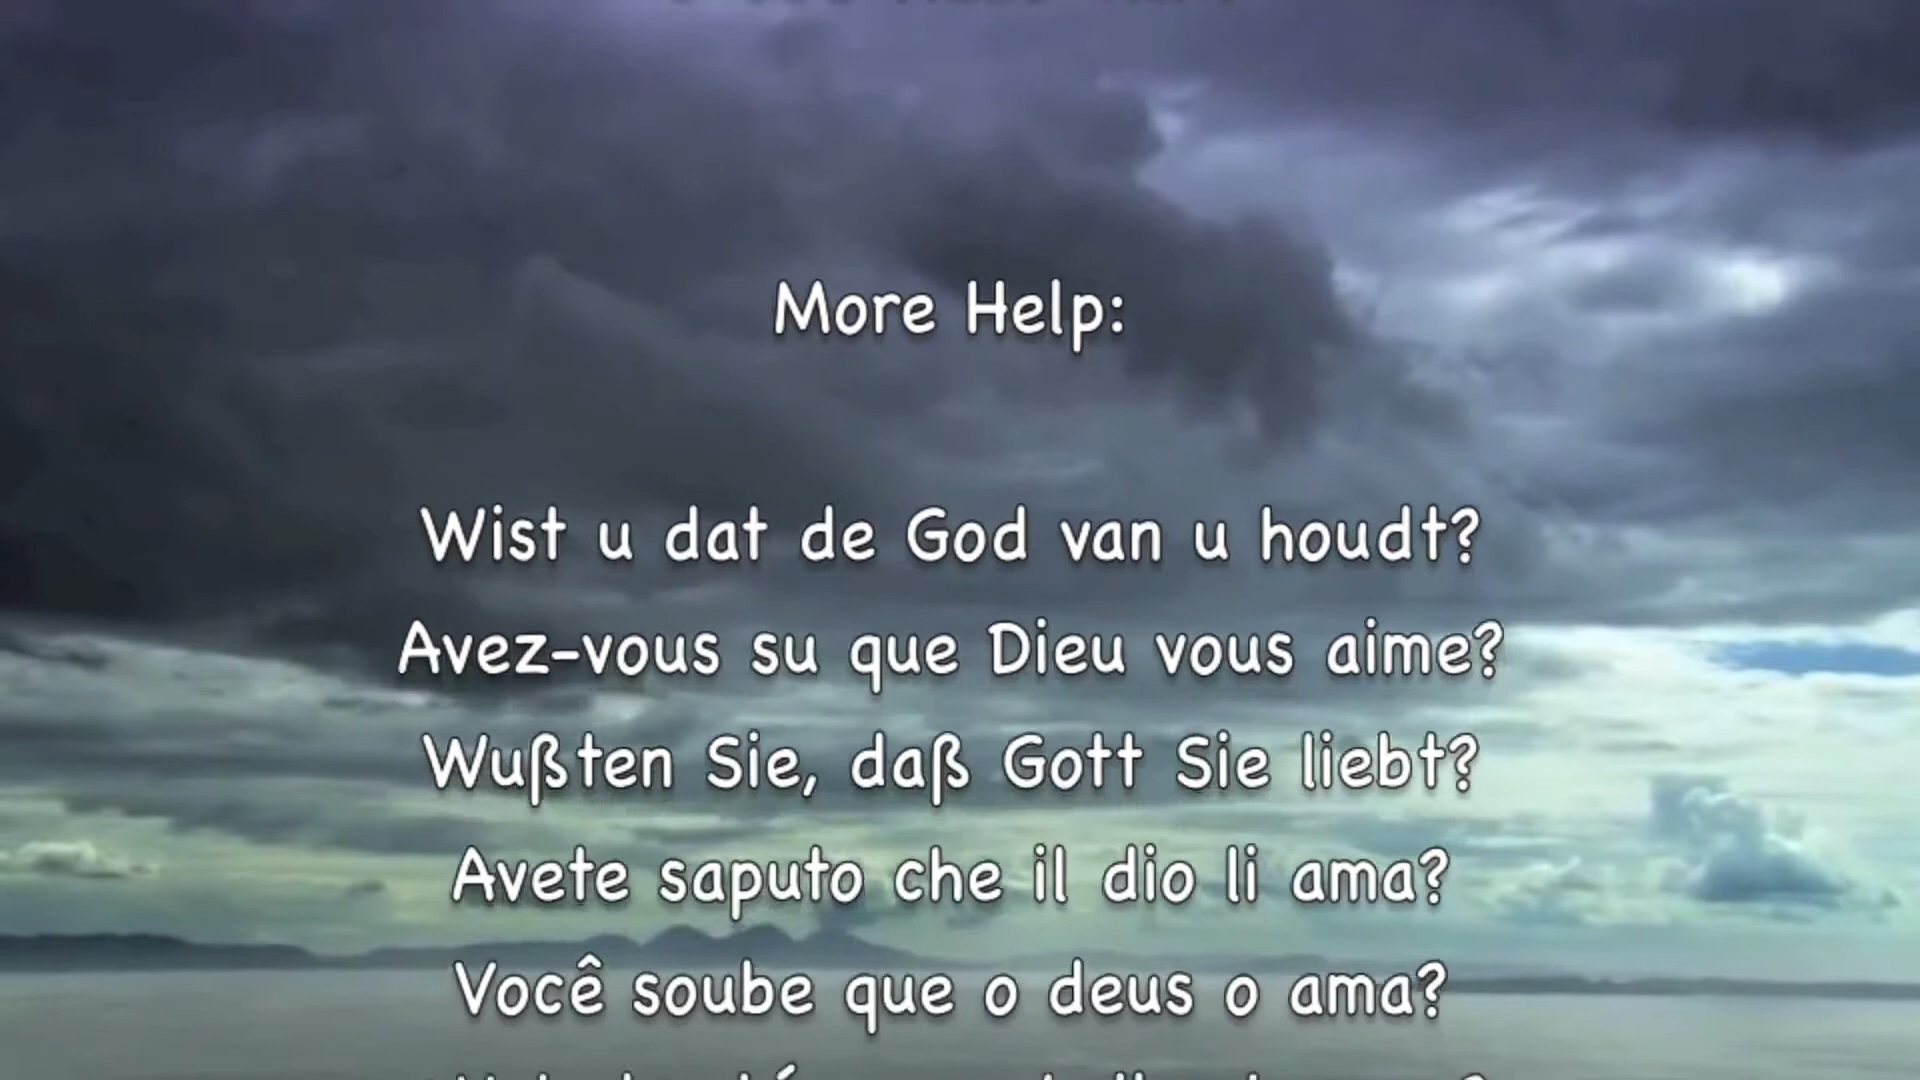 More Help:
Wist u dat de God van u houdt?
Avez-vous su que Dieu vous aime?
Wußten Sie, daß Gott Sie liebt?
Avete saputo che il dio li ama?
Você soube que o deus o ama?